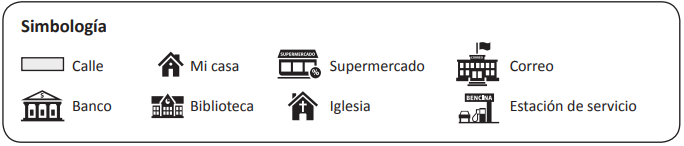 Simbología
SUPERMERCADO
Calle Mi casa Supermercado Correo
%
$
BENCINA
Banco Biblioteca Iglesia Estación de servicio